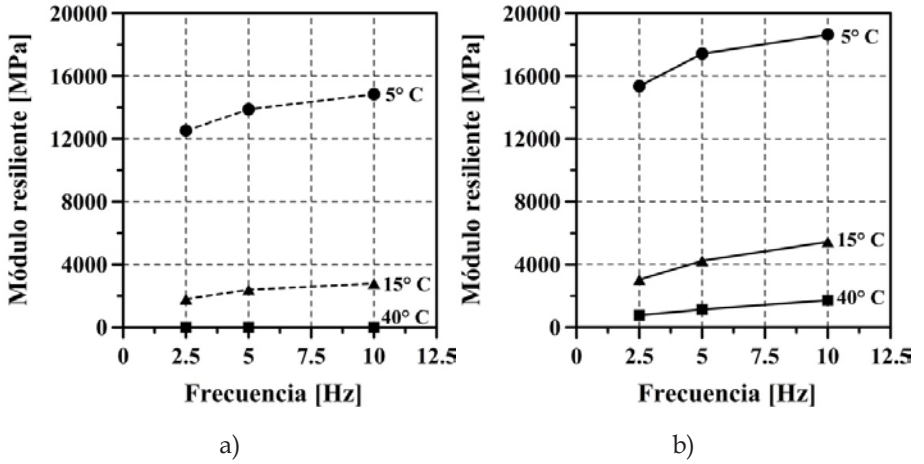 Módulo resiliente [MPa]
20000
16000
12000
8000
4000
0
5° C
15° C
40° C
0 2.5 5 7.5 10 12.5
Frecuencia [Hz]
a)
Módulo resiliente [MPa]
20000
16000
12000
8000
4000
0
5° C
15° C
40° C
0 2.5 5 7.5 10 12.5
Frecuencia [Hz]
b)